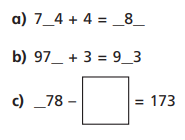 a) 7_4 + 4 = _8_
b) 97_ + 3 = 9_3
c) _78 – = 173